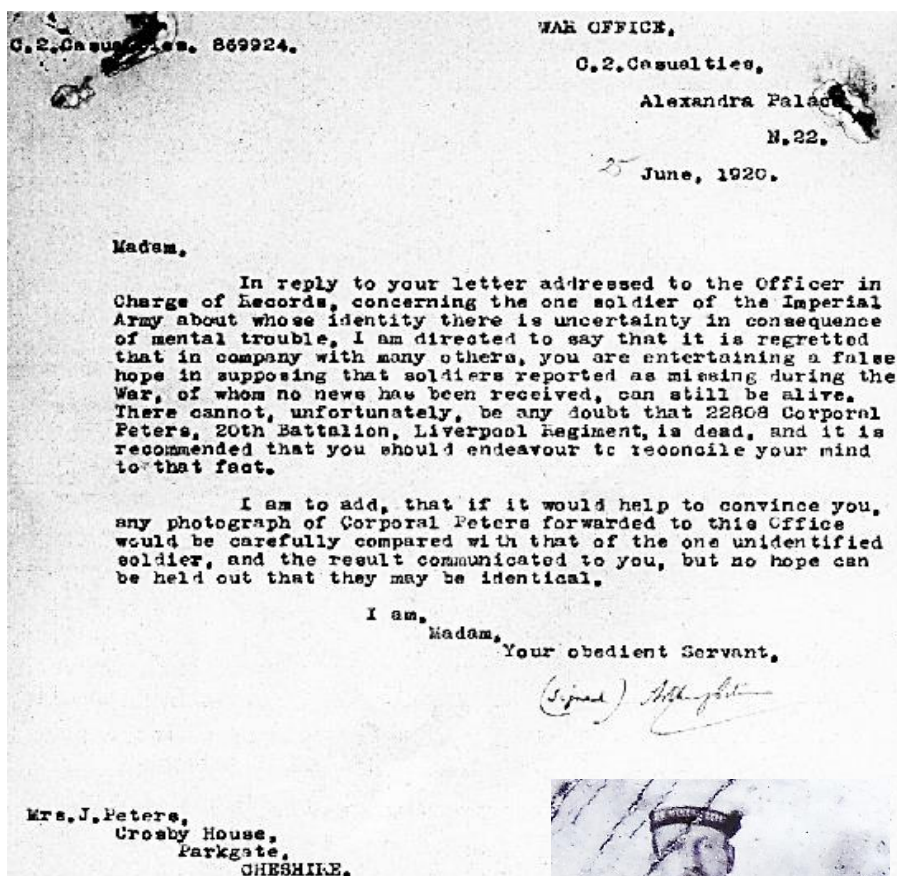 C.2.Casualties. 869924.
WAR OFFICE,
C.2.Casualties,
Alexandra Palace
N.22.
25 June, 1920.
Madam,
In reply to your letter addressed to the Officer in
Charge of Records, concerning the one soldier of the Imperial
Army about whose identity there is uncertainty in consequence
of mental trouble, I am directed to say that it is regretted
that in company with many others, you are entertaining a false
hope in supposing that soldiers reported as missing during the
War, of whom no news has been received, can still be alive.
There cannot, unfortunately, be any doubt that 22808 Corporal
Peters, 20th Battalion, Liverpool Regiment, is dead, and it is
recommended that you should endeavour to reconcile your mind
to that fact.
I am to add, that if it would help to convince you,
any photograph of Corporal Peters forwarded to this Office
would be carefully compared with that of the one unidentified
soldier, and the result communicated to you, but no hope can
be held out that they may be identical.
I am,
Madam,
Your obedient Servant,
(Signed)
Mrs.J.Peters,
Crosby House,
Parkgate,
CHESHIRE.